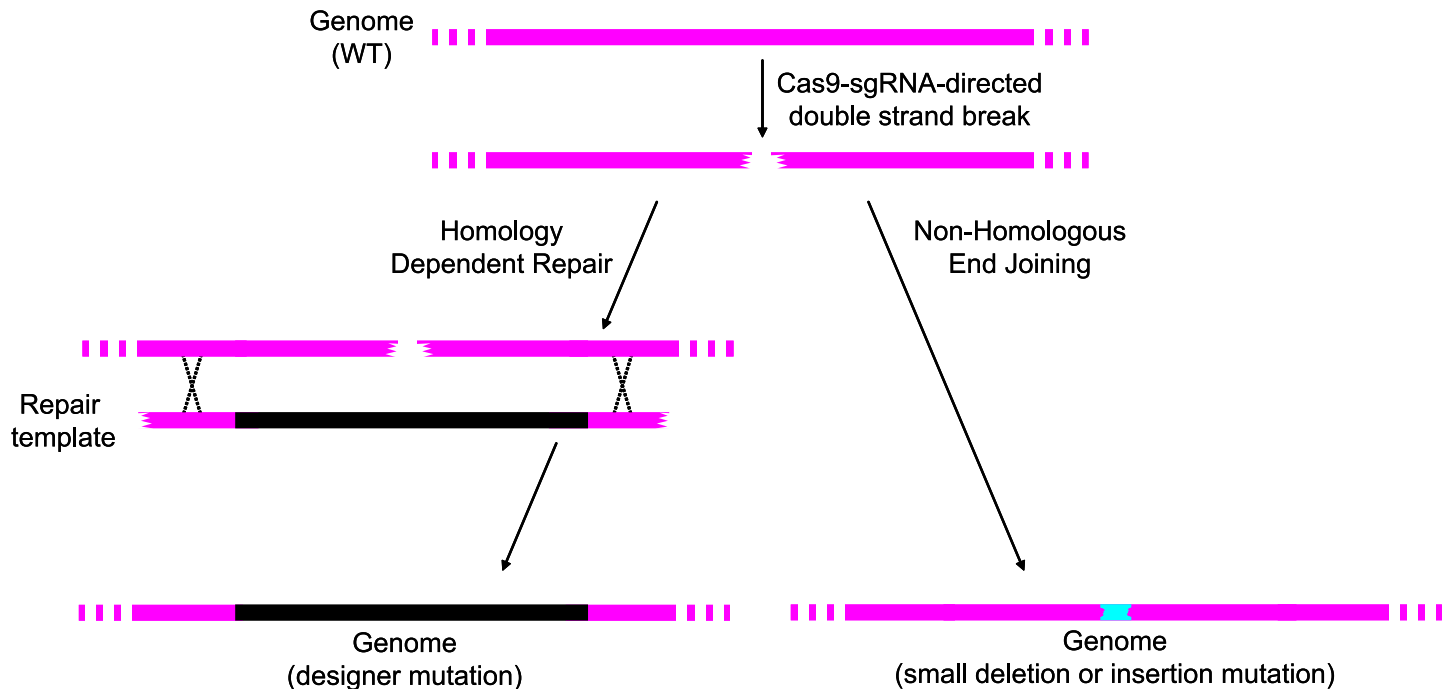 Genome
(WT)
Cas9-sgRNA-directed
double strand break
Homology
Dependent Repair
Non-Homologous
End Joining
Repair
template
Genome
(designer mutation)
Genome
(small deletion or insertion mutation)